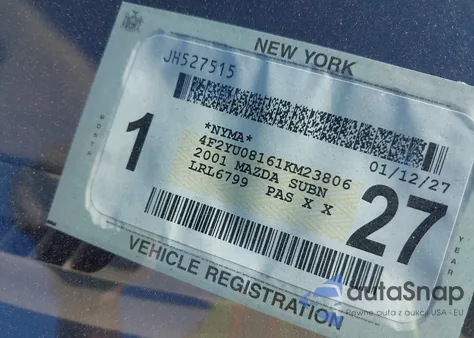 NEW YORK
JH527515
1
*NYMA*
01/12/27
4F2YU08161KM23806
2001 MAZDA SUBN
LRL6799 PAS X X
27
YEAR
VEHICLE REGISTRATION
autaSnap
Pewne auta z aukcji USA - EU